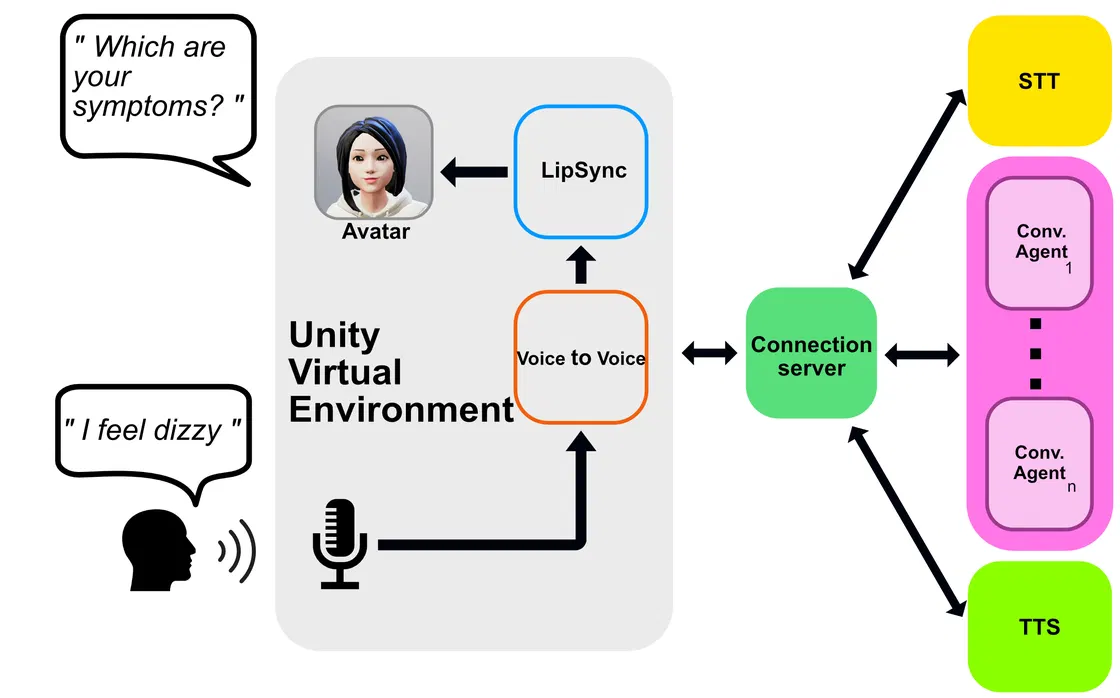 " Which are
your
symptoms? "
Avatar
LipSync
Unity
Virtual
Environment
Voice to Voice
" I feel dizzy "
Connection
server
STT
Conv.
Agent 1
Conv.
Agent n
TTS